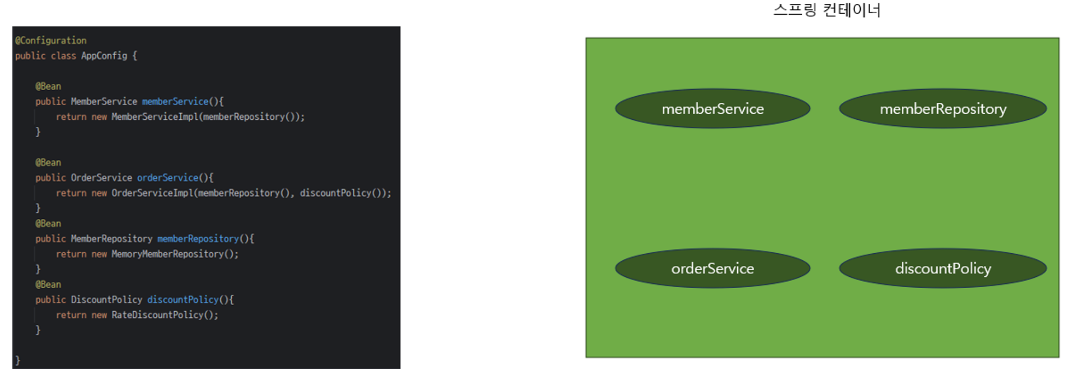 @Configuration
public class AppConfig {
@Bean
public MemberService memberService(){
return new MemberServiceImpl(memberRepository());
}
@Bean
public OrderService orderService(){
return new OrderServiceImpl(memberRepository(), discountPolicy());
}
@Bean
public MemberRepository memberRepository(){
return new MemoryMemberRepository();
}
@Bean
public DiscountPolicy discountPolicy(){
return new RateDiscountPolicy();
}
}
스프링 컨테이너
memberService
memberRepository
orderService
discountPolicy